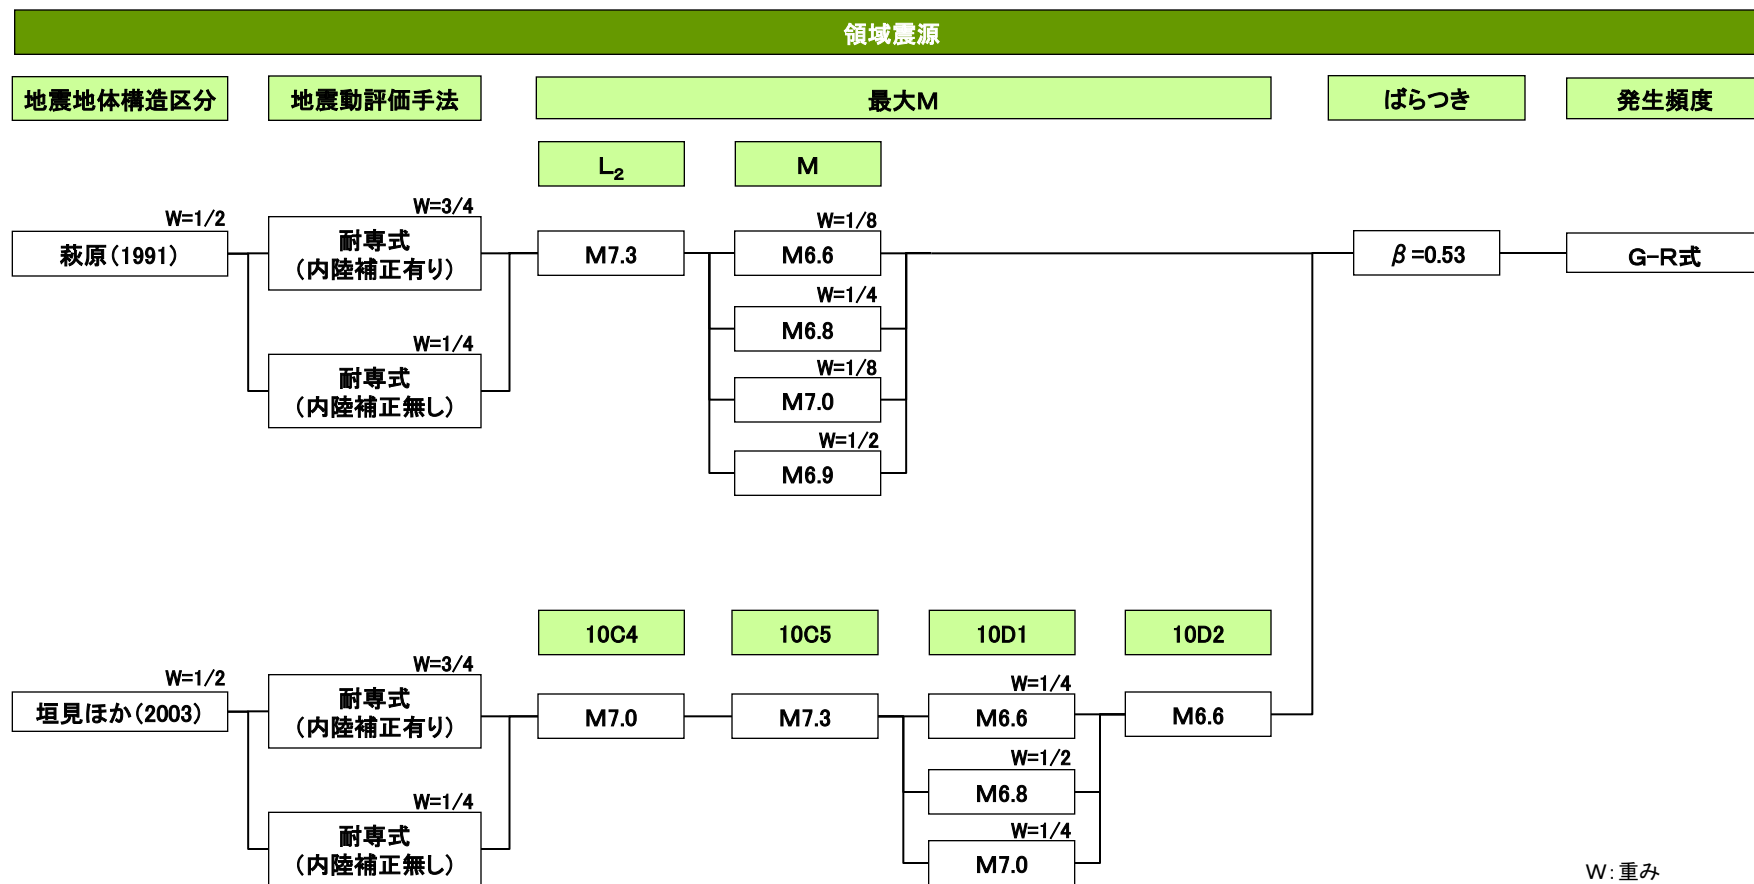 領域震源
地震地体構造区分
地震動評価手法
最大M
ばらつき
発生頻度
L₂
M
W=1/2
萩原(1991)
W=3/4
耐専式
(内陸補正有り)
W=1/4
耐専式
(内陸補正無し)
M7.3
W=1/8
M6.6
W=1/4
M6.8
W=1/8
M7.0
W=1/2
M6.9
β=0.53
G-R式
10C4
10C5
10D1
10D2
W=1/2
垣見ほか(2003)
W=3/4
耐専式
(内陸補正有り)
W=1/4
耐専式
(内陸補正無し)
M7.0
M7.3
W=1/4
M6.6
W=1/2
M6.8
W=1/4
M7.0
M6.6
W:重み